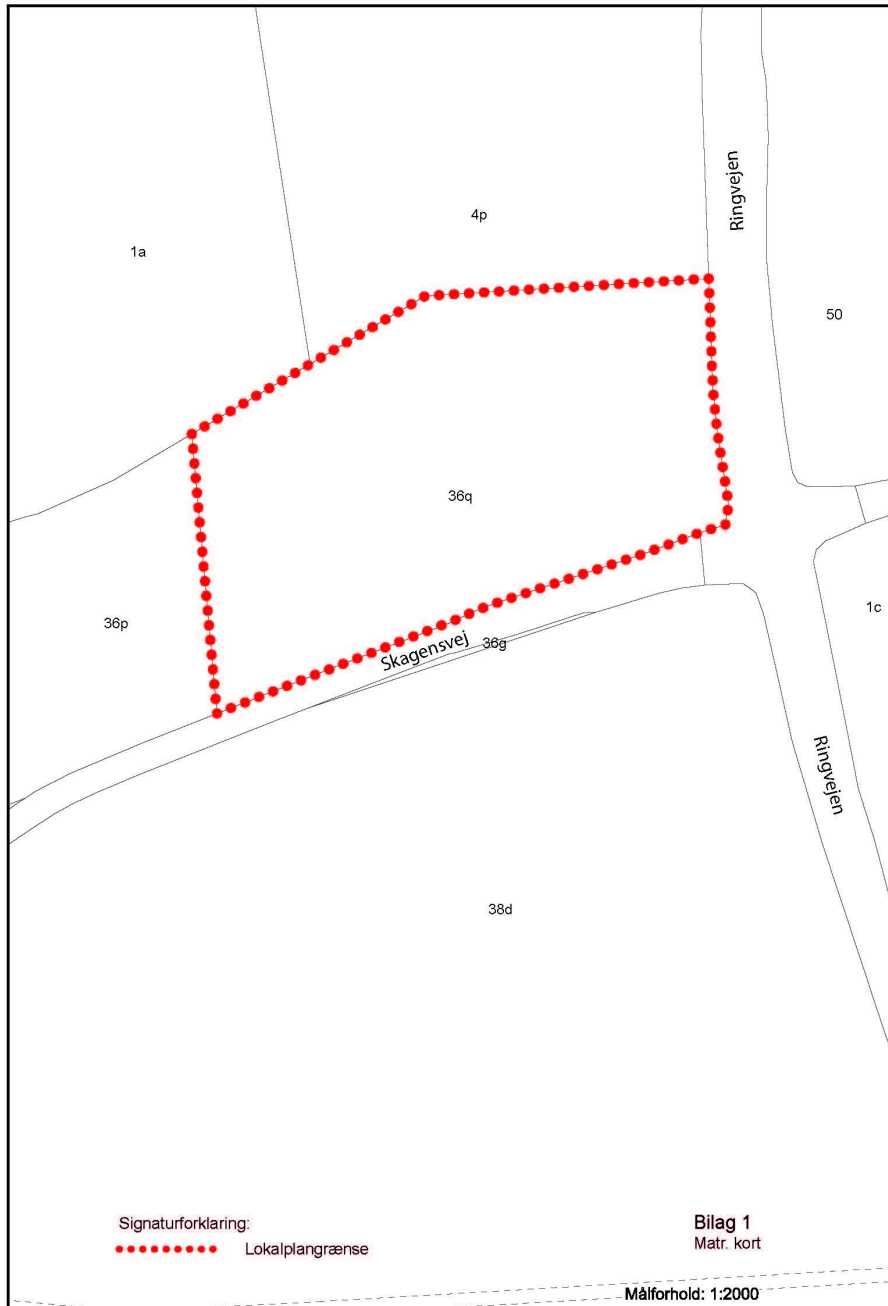 Ringvejen
4p
1a
50
36q
1c
36p
36g
Skagensvej
Ringvejen
38d
Signaturforklaring:
Lokalplangrænse
Bilag 1
Matr. kort
Målforhold: 1:2000